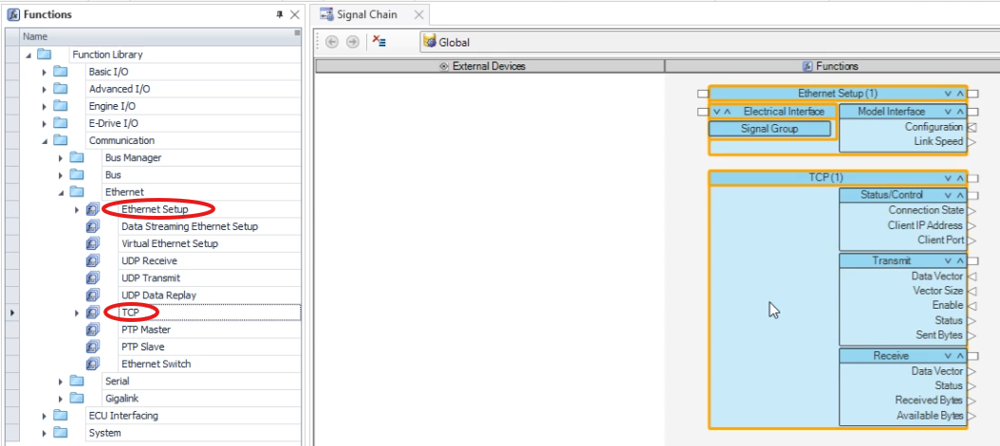 Functions
Name
Function Library
Basic I/O
Advanced I/O
Engine I/O
E-Drive I/O
Communication
Bus Manager
Bus
Ethernet
Ethernet Setup
Data Streaming Ethernet Setup
Virtual Ethernet Setup
UDP Receive
UDP Transmit
UDP Data Replay
TCP
PTP Master
PTP Slave
Ethernet Switch
Serial
Gigalink
ECU Interfacing
System
Signal Chain
Global
External Devices
Functions
Ethernet Setup (1)
Electrical Interface
Signal Group
Model Interface
Configuration
Link Speed
TCP (1)
Status/Control
Connection State
Client IP Address
Client Port
Transmit
Data Vector
Vector Size
Enable
Status
Sent Bytes
Receive
Data Vector
Status
Received Bytes
Available Bytes